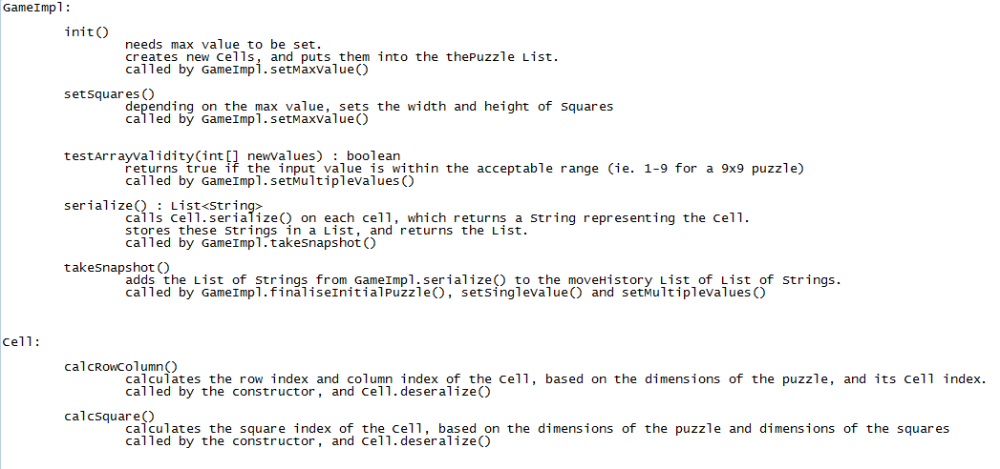 GameImpl:
init()
needs max value to be set.
creates new Cells, and puts them into the thePuzzle List.
called by GameImpl.setMaxValue()
setSquares()
depending on the max value, sets the width and height of Squares
called by GameImpl.setMaxValue()
testArrayValidity(int[] newValues) : boolean
returns true if the input value is within the acceptable range (ie. 1-9 for a 9x9 puzzle)
called by GameImpl.setMultipleValues()
serialize() : List<String>
calls Cell.serialize() on each cell, which returns a String representing the Cell.
stores these Strings in a List, and returns the List.
called by GameImpl.takeSnapshot()
takeSnapshot()
adds the List of Strings from GameImpl.serialize() to the moveHistory List of List of Strings.
called by GameImpl.finaliseInitialPuzzle(), setSingleValue() and setMultipleValues()
Cell:
calcRowColumn()
calculates the row index and column index of the Cell, based on the dimensions of the puzzle, and its Cell index.
called by the constructor, and Cell.deseralize()
calcSquare()
calculates the square index of the Cell, based on the dimensions of the puzzle and dimensions of the squares
called by the constructor, and Cell.deseralize()